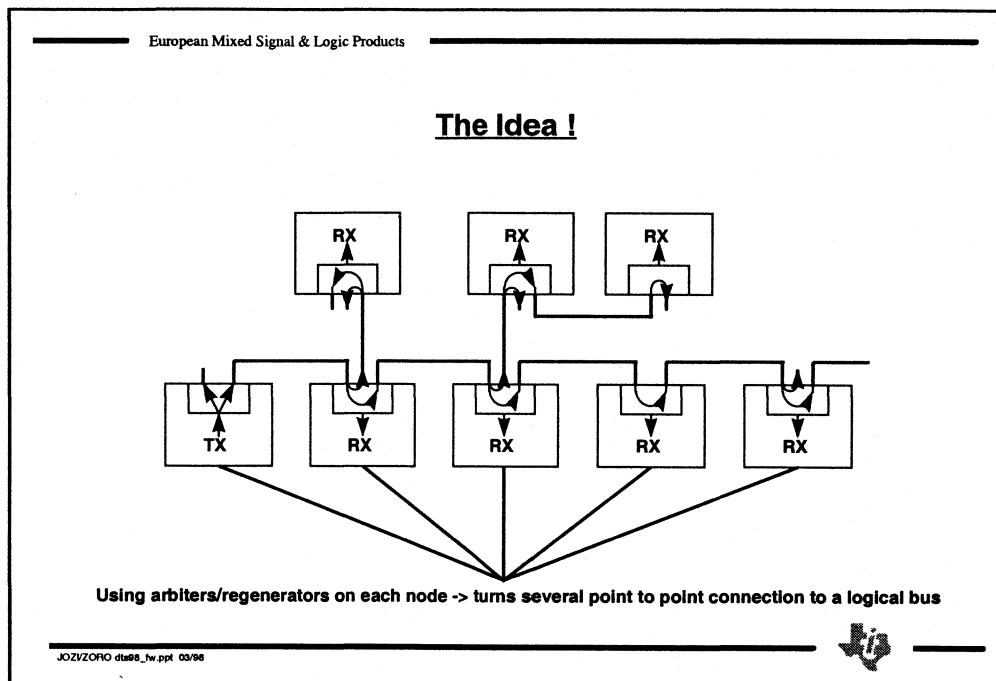 European Mixed Signal & Logic Products
The Idea !
RX RX RX
TX RX RX RX RX
Using arbiters/regenerators on each node -> turns several point to point connection to a logical bus
JOZI/ZORO dts98_fw.ppt 03/98